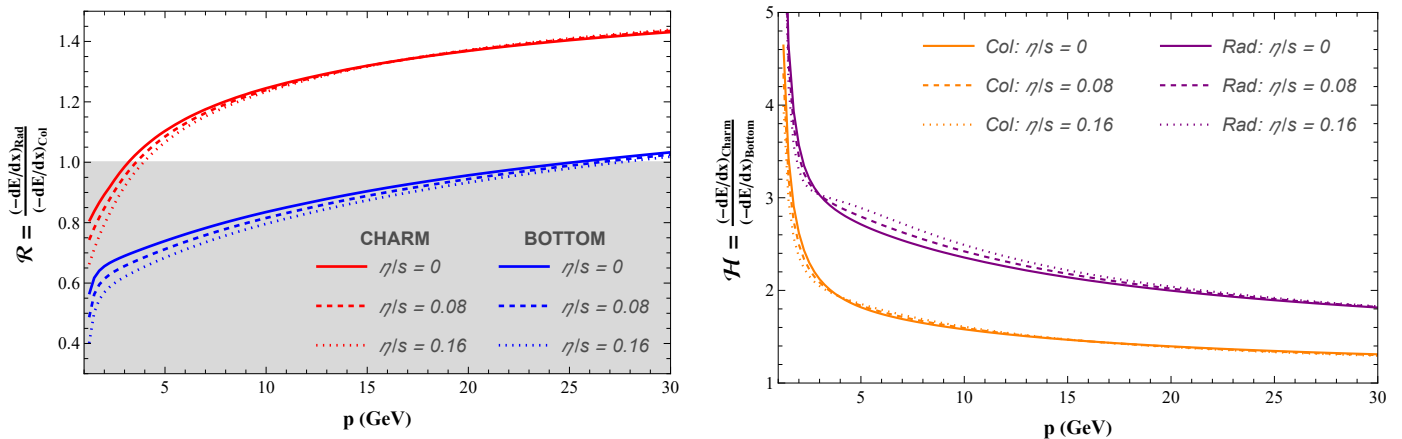 1.4
1.2
1.0
0.8
0.6
0.4
ℛ = (-dE/dx)Rad
(-dE/dx)Col
CHARM BOTTOM
η/s = 0 η/s = 0
η/s = 0.08 η/s = 0.08
η/s = 0.16 η/s = 0.16
5 10 15 20 25 30
p (GeV)
5
4
3
2
1
ℋ = (-dE/dx)Charm
(-dE/dx)Bottom
Col: η/s = 0 Rad: η/s = 0
Col: η/s = 0.08 Rad: η/s = 0.08
Col: η/s = 0.16 Rad: η/s = 0.16
5 10 15 20 25 30
p (GeV)